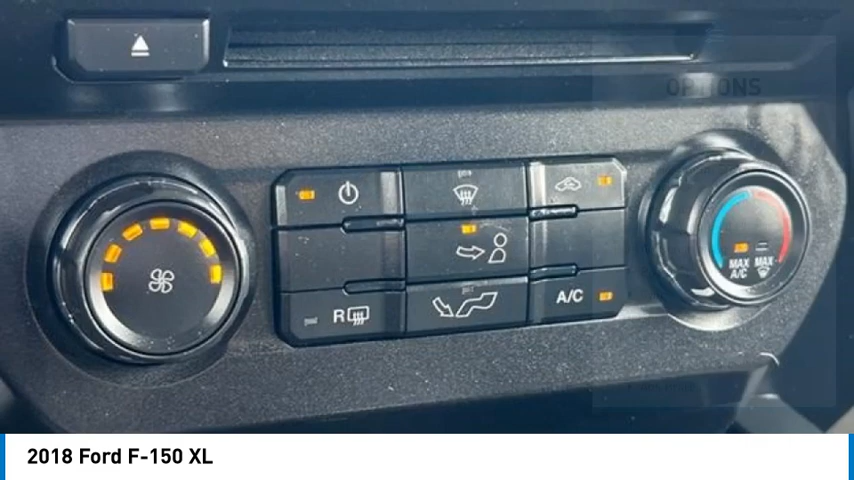 OPTIONS
R
A/C
MAX MAX
A/C
2018 Ford F-150 XL